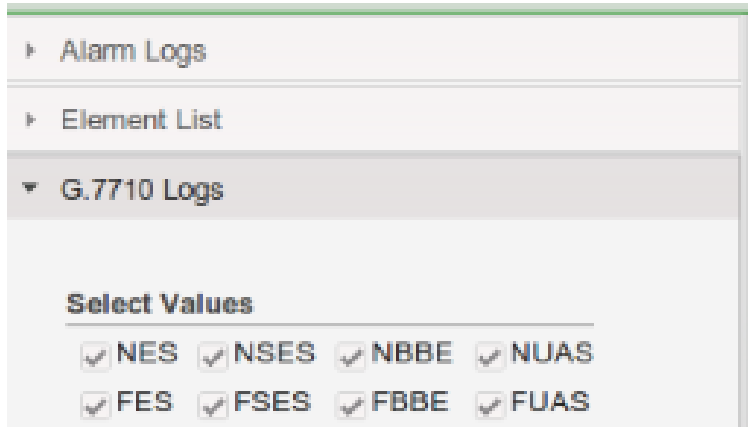 Alarm Logs
Element List
G.7710 Logs
Select Values
NES NSES NBBE NUAS
FES FSES FBBE FUAS